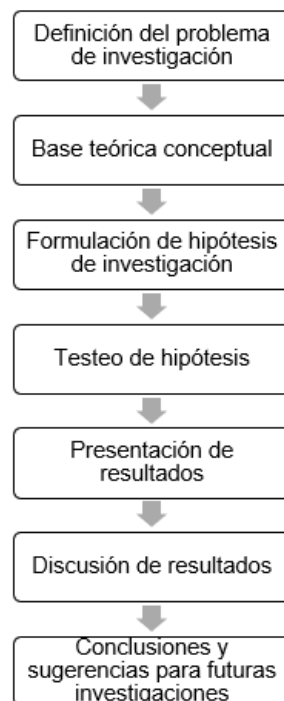 Definición del problema
de investigación
Base teórica conceptual
Formulación de hipótesis
de investigación
Testeo de hipótesis
Presentación de
resultados
Discusión de resultados
Conclusiones y
sugerencias para futuras
investigaciones